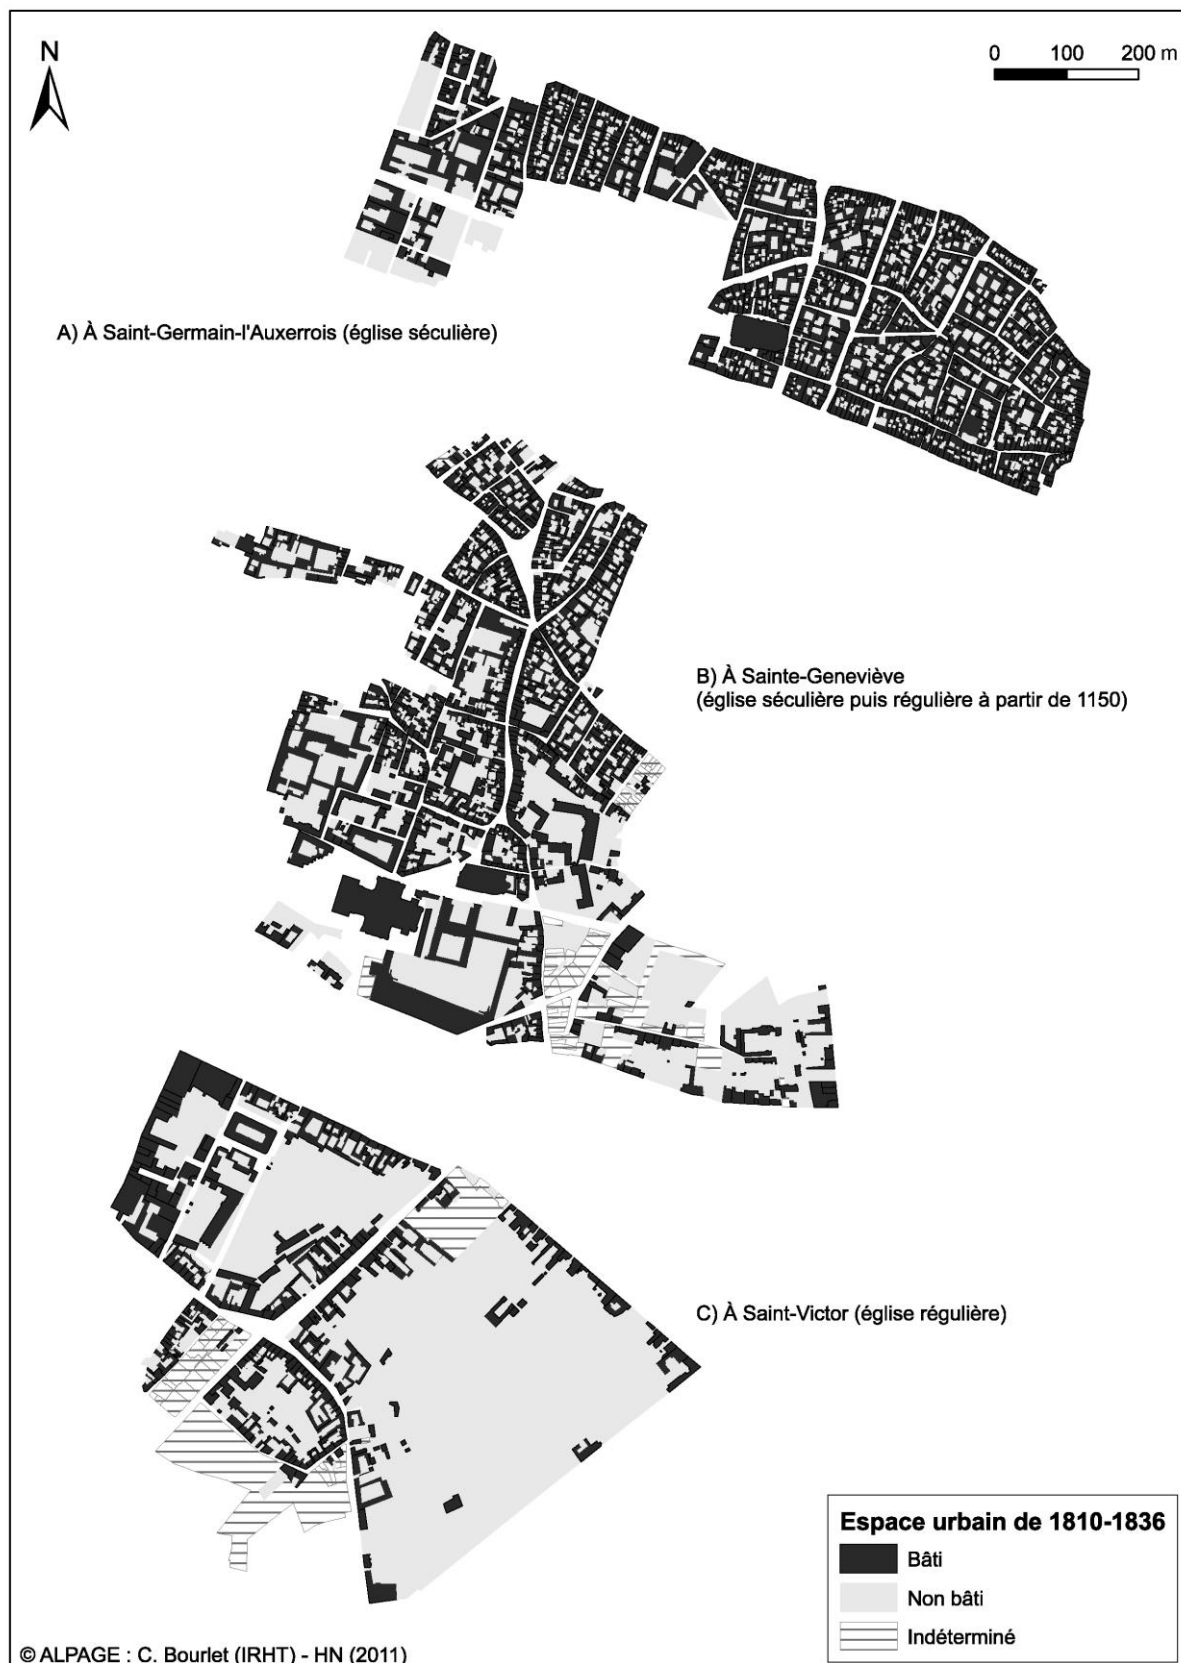 N
0 100 200 m
A) À Saint-Germain-l'Auxerrois (église séculière)
B) À Sainte-Geneviève
(église séculière puis régulière à partir de 1150)
C) À Saint-Victor (église régulière)
Espace urbain de 1810-1836
Bâti
Non bâti
Indéterminé
© ALPAGE : C. Bourlet (IRHT) - HN (2011)